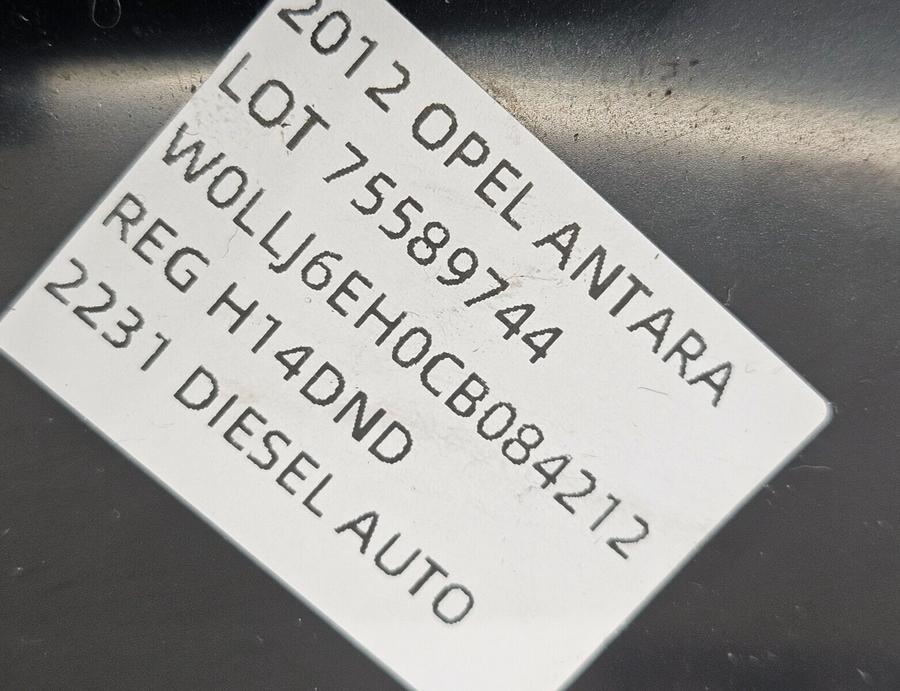 2012 OPEL ANTARA
LOT 75589744
W0LLJ6EH0CB084212
REG H14DND
2231 DIESEL AUTO